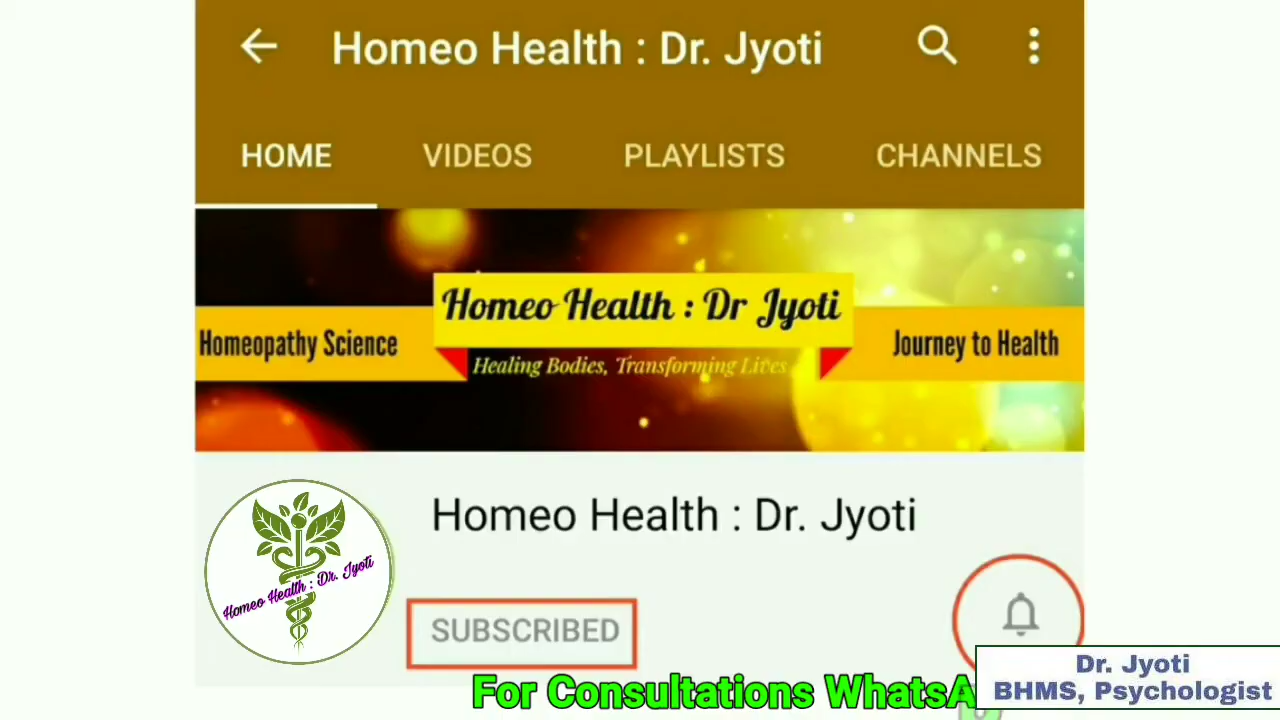 Homeo Health : Dr. Jyoti
HOME VIDEOS PLAYLISTS CHANNELS
Homeo Health : Dr Jyoti
Homeopathy Science
Journey to Health
Healing Bodies, Transforming Lives
Homeo Health : Dr. Jyoti
Homeo Health : Dr. Jyoti
SUBSCRIBED
Dr. Jyoti
BHMS, Psychologist
For Consultations